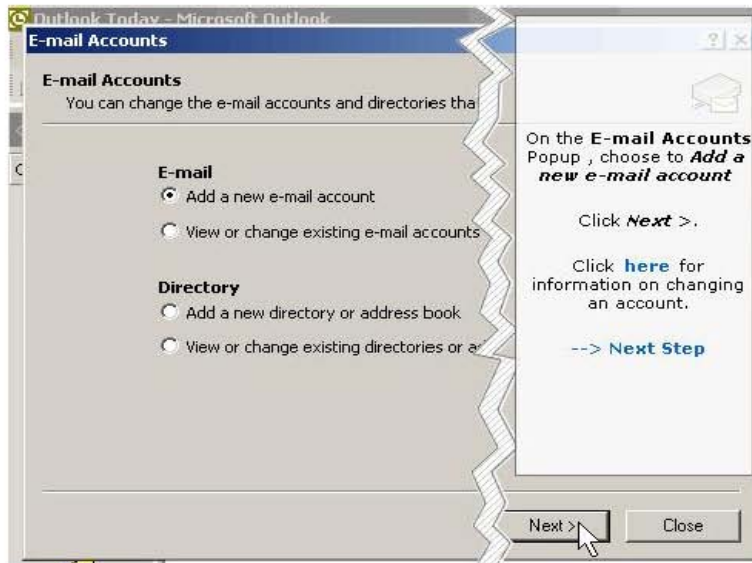 Outlook Today - Microsoft Outlook
E-mail Accounts
E-mail Accounts
You can change the e-mail accounts and directories tha
E-mail
Add a new e-mail account
View or change existing e-mail accounts
Directory
Add a new directory or address book
View or change existing directories or a
On the E-mail Accounts
Popup , choose to Add a
new e-mail account
Click Next >.
Click here for
information on changing
an account.
--> Next Step
Next >
Close